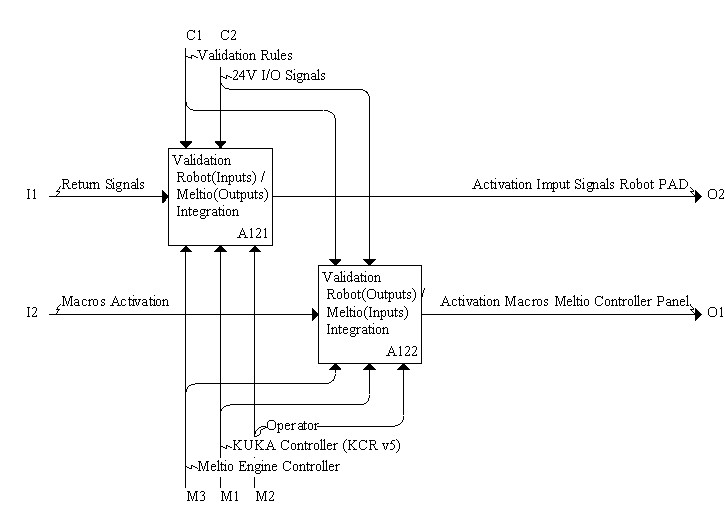 C1 C2
Validation Rules
24V I/O Signals
Validation
Robot(Inputs) /
Meltio(Outputs)
Integration
A121
I1
Return Signals
Activation Imput Signals Robot PAD
O2
Validation
Robot(Outputs) /
Meltio(Inputs)
Integration
A122
I2
Macros Activation
Activation Macros Meltio Controller Panel
O1
Operator
KUKA Controller (KCR v5)
Meltio Engine Controller
M3 M1 M2